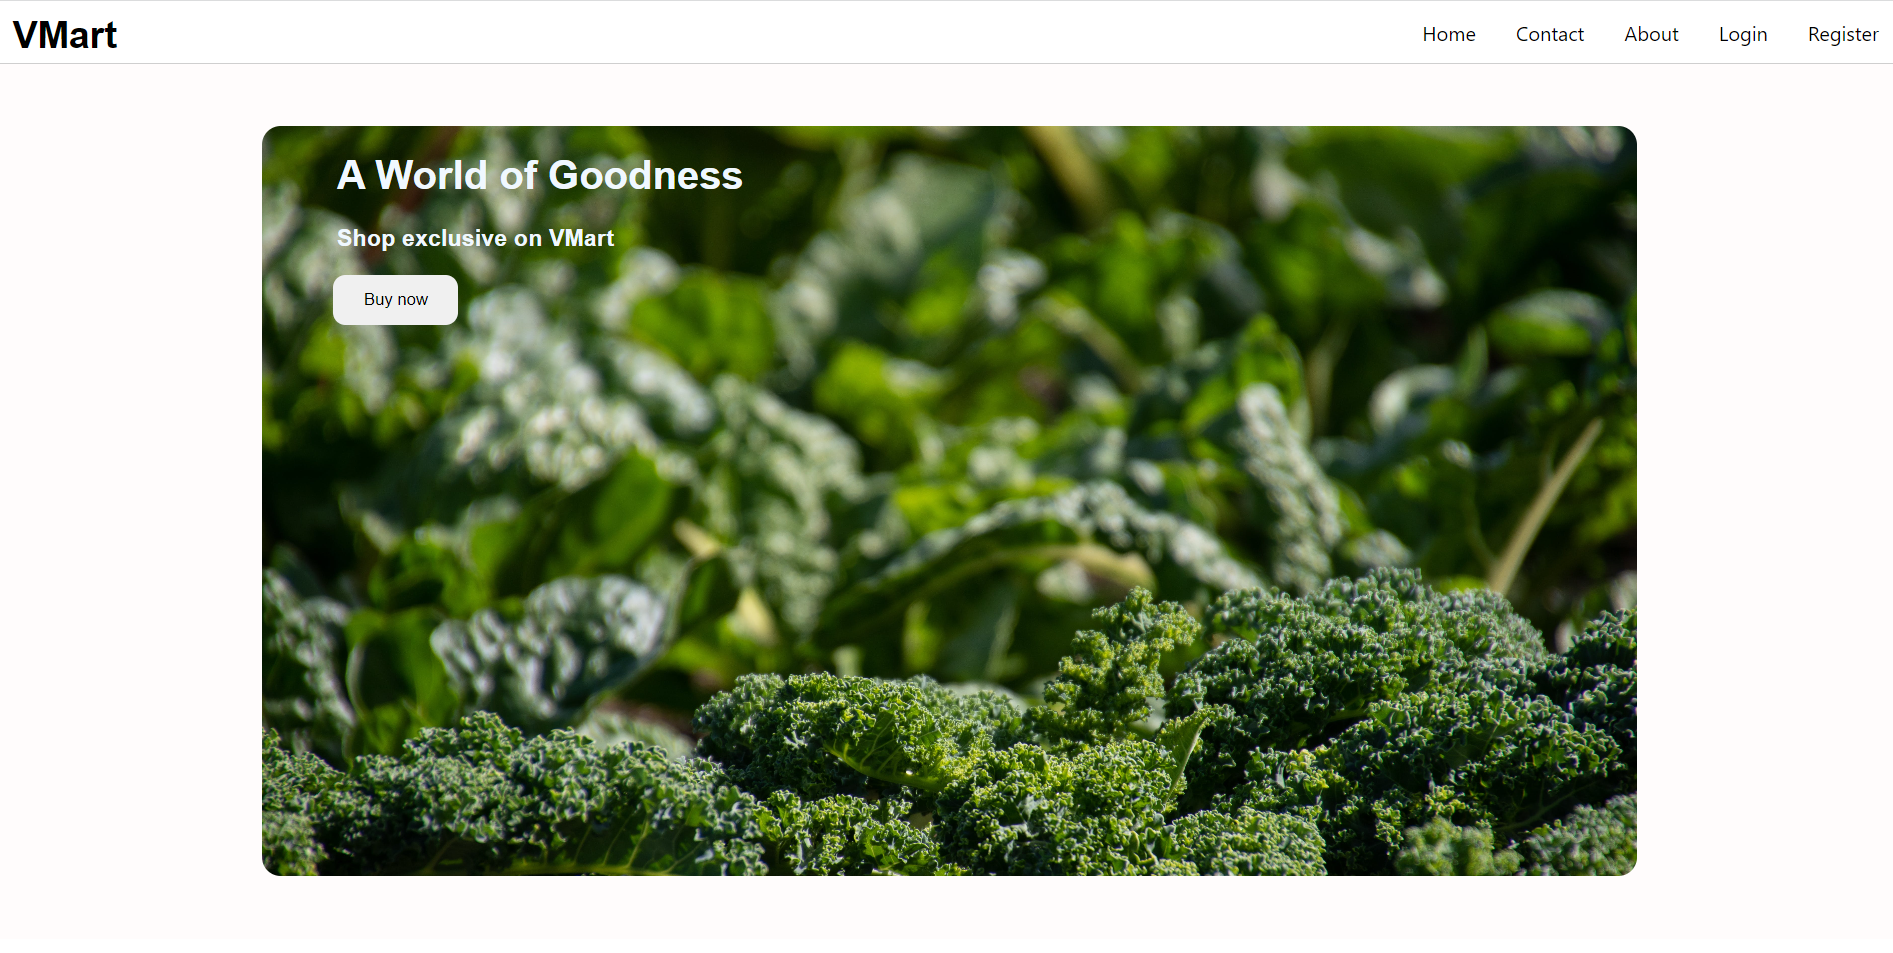 VMart
Home Contact About Login Register
A World of Goodness
Shop exclusive on VMart
Buy now